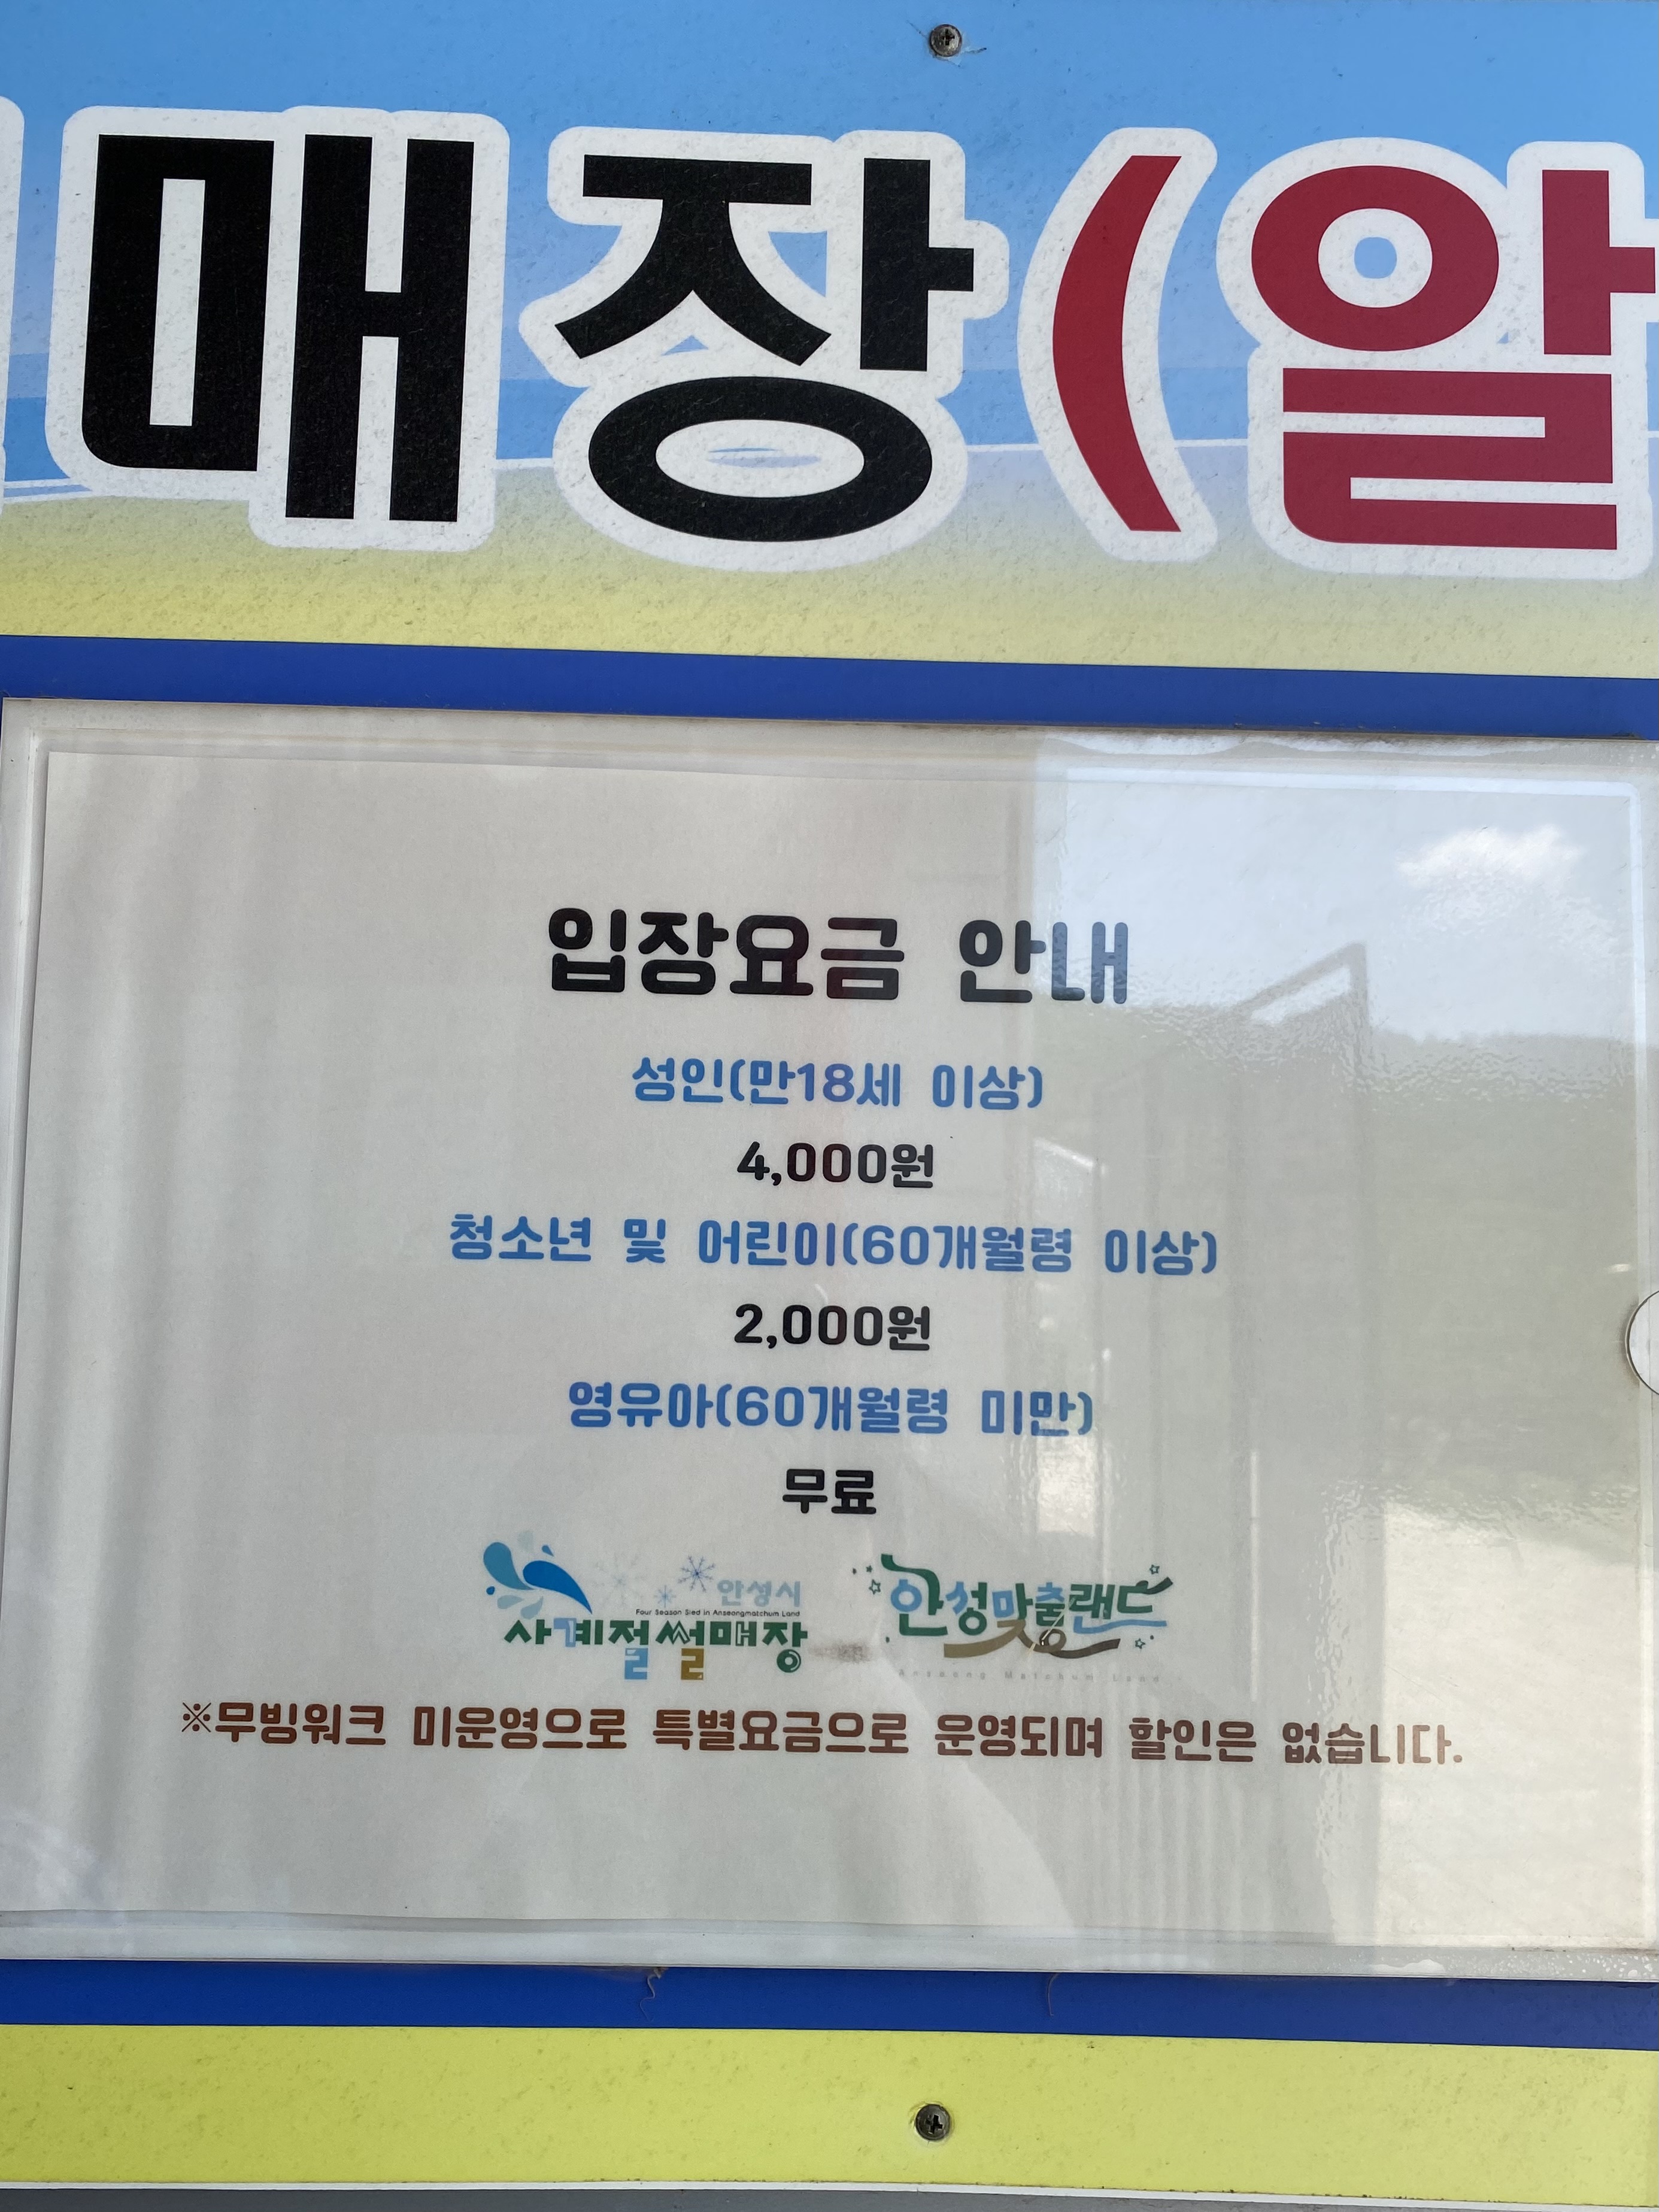 매장(알
입장요금 안내
성인(만18세 이상)
4,000원
청소년 및 어린이(60개월령 이상)
2,000원
영유아(60개월령 미만)
무료
안성시
Four Season Sled in Anseongmatchum Land
사계절썰매장
안성맞춤랜드
Anseong Matchum Land
※무빙워크 미운영으로 특별요금으로 운영되며 할인은 없습니다.